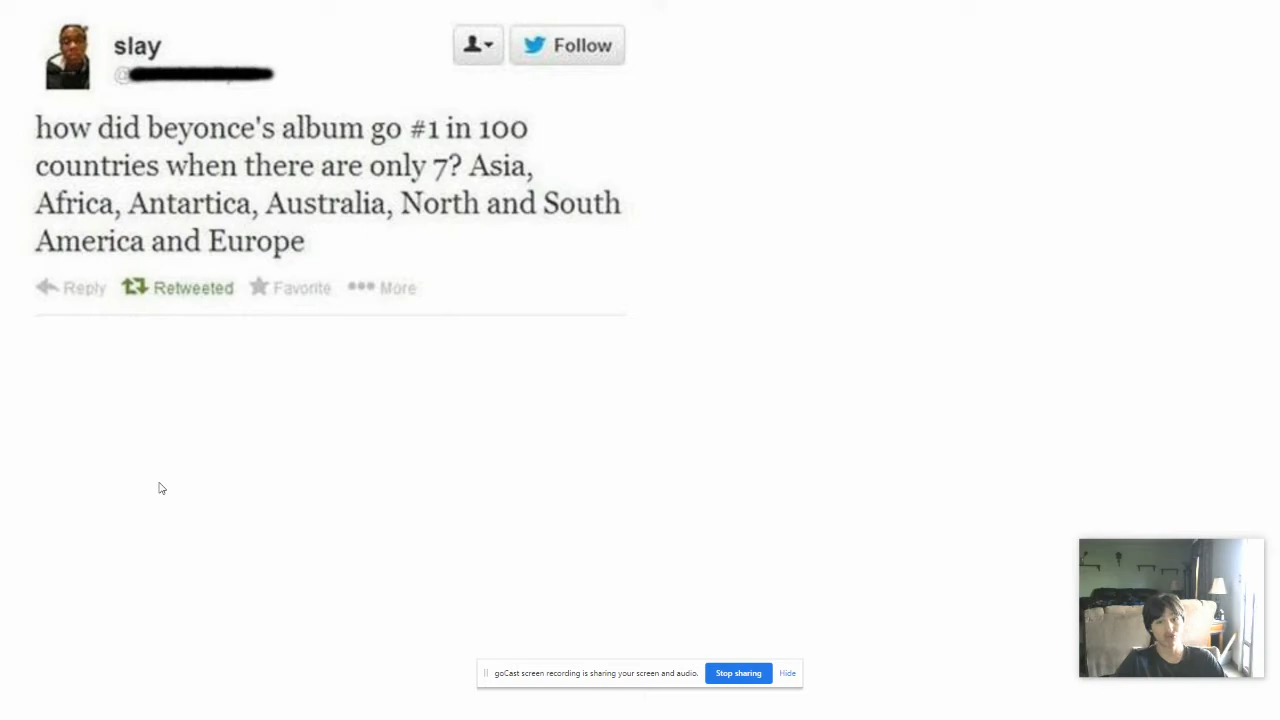 slay
Follow
@
how did beyonce's album go #1 in 100
countries when there are only 7? Asia,
Africa, Antartica, Australia, North and South
America and Europe
Reply Retweeted Favorite More
goCast screen recording is sharing your screen and audio. Stop sharing Hide